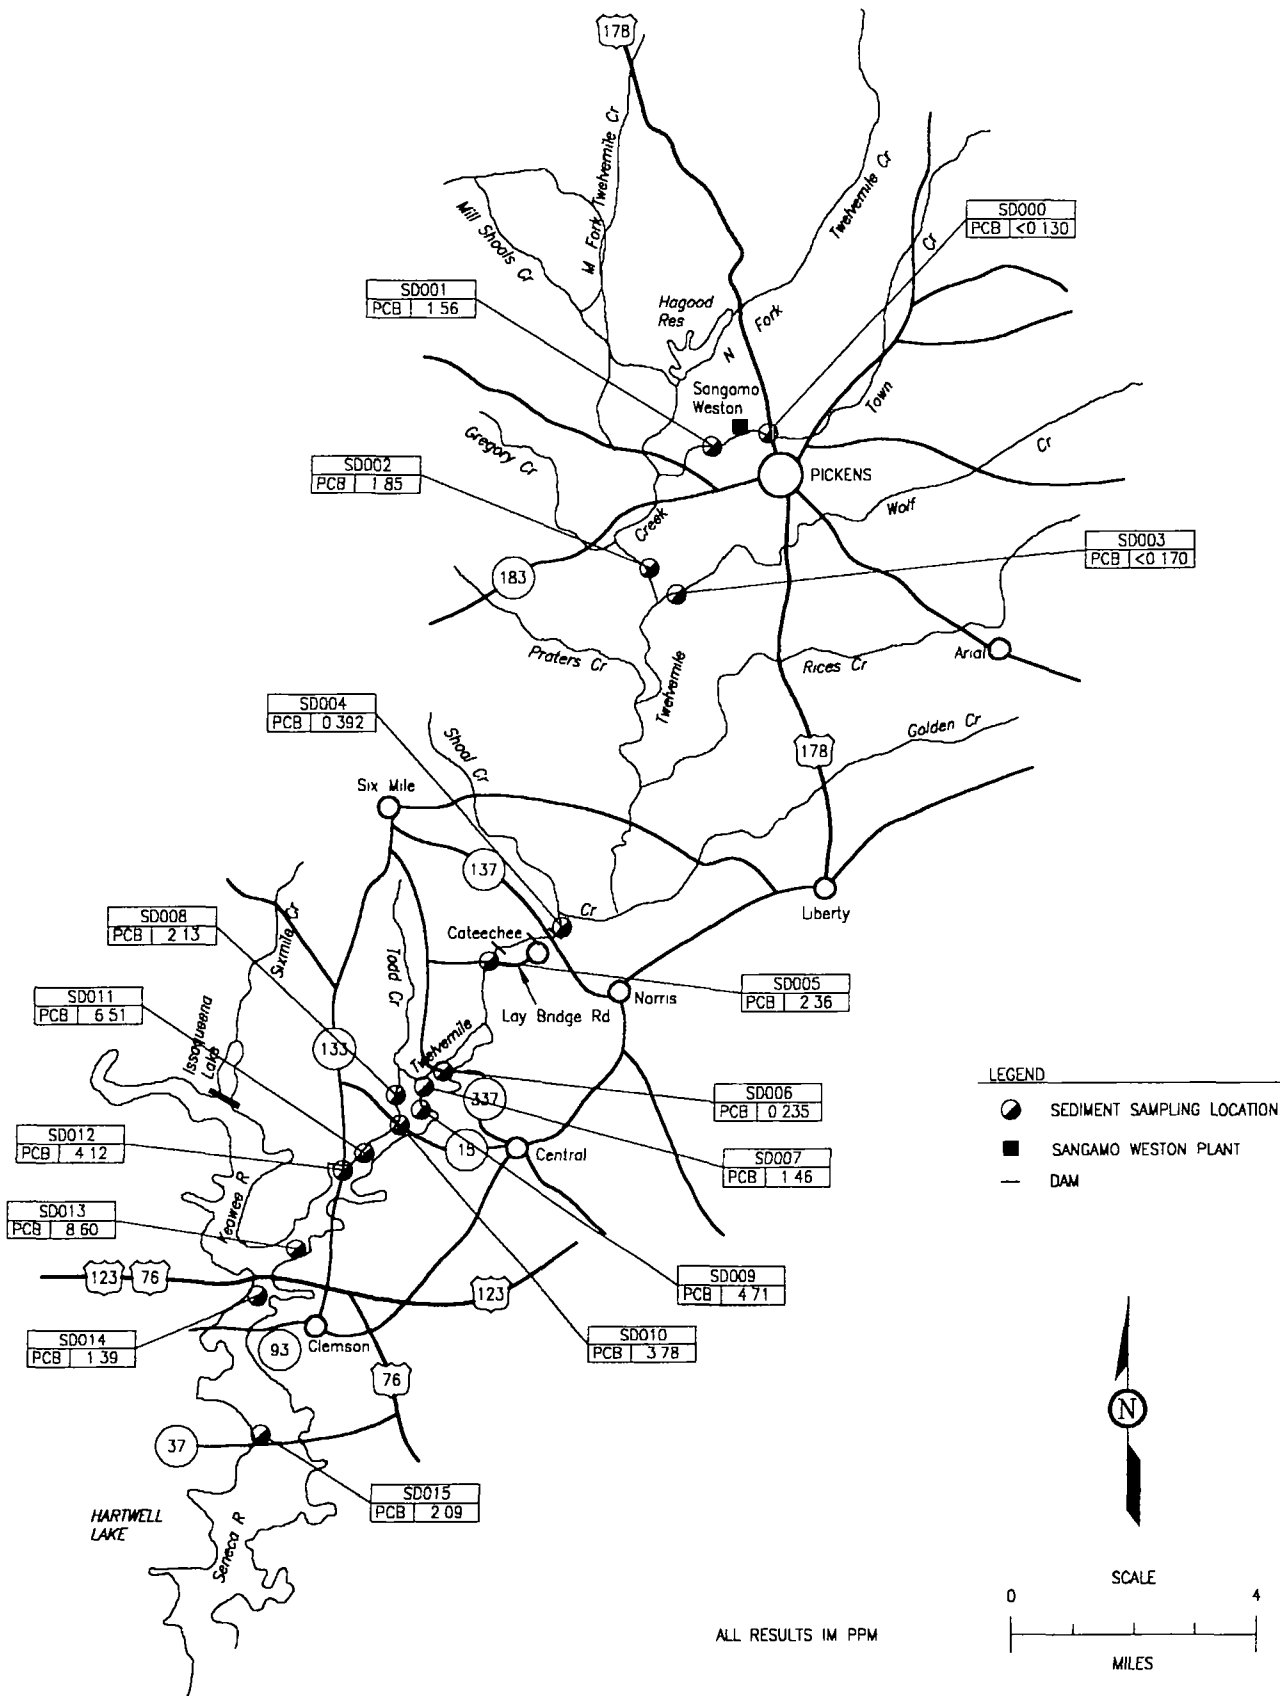 178
M Fork Twelvemile Cr
Mill Shoals Cr
Twelvemile Cr
SD000
PCB <0 130
Cr
SD001
PCB 1 56
Hagood
Res
N Fork
Sangamo
Weston
Town
Gregory Cr
Cr
SD002
PCB 1 85
PICKENS
Wolf
Creek
SD003
PCB <0 170
183
Praters Cr
Twelvemile
Rices Cr
Arial
SD004
PCB 0 392
Shoal Cr
Golden Cr
178
Six Mile
137
Liberty
Cr
SD008
PCB 2 13
Sixmile Cr
Cateechee
Todd Cr
SD005
PCB 2 36
Norris
Lay Bridge Rd
SD011
PCB 6 51
Issaqueena
Lake
133
Twelvemile
LEGEND
SD006
PCB 0 235
337
SEDIMENT SAMPLING LOCATION
SD012
PCB 4 12
15
Central
SANGAMO WESTON PLANT
SD007
PCB 1 46
DAM
Keowee R
SD013
PCB 8 60
123 76
123
SD009
PCB 4 71
SD014
PCB 1 39
93
Clemson
SD010
PCB 3 78
76
N
37
SD015
PCB 2 09
HARTWELL
LAKE
Seneca R
SCALE
0 4
MILES
ALL RESULTS IM PPM